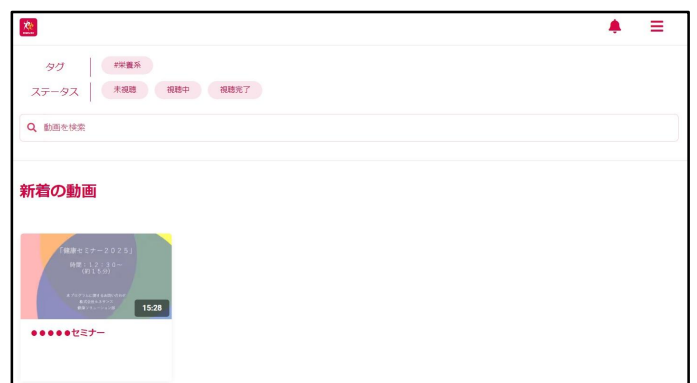 タグ
#栄養系
ステータス
未視聴
視聴中
視聴完了
動画を検索
新着の動画
「健康セミナー2025」
時間:12:30～
(約15分)
15:28
●●●●●セミナー